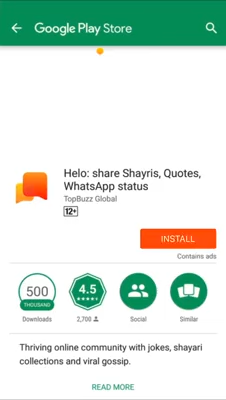 Google Play Store
Helo: share Shayris, Quotes,
WhatsApp status
TopBuzz Global
12+
INSTALL
Contains ads
500
THOUSAND
4.5
Downloads
2,700
Social
Similar
Thriving online community with jokes, shayari
collections and viral gossip.
READ MORE